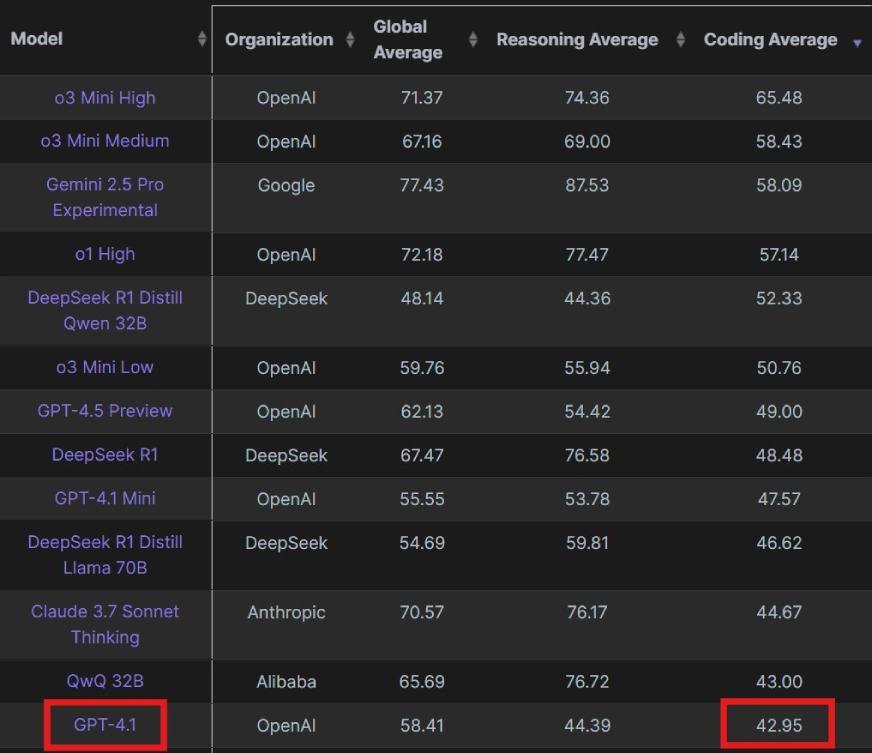 Model Organization Global Average Reasoning Average Coding Average
o3 Mini High OpenAI 71.37 74.36 65.48
o3 Mini Medium OpenAI 67.16 69.00 58.43
Gemini 2.5 Pro Experimental Google 77.43 87.53 58.09
o1 High OpenAI 72.18 77.47 57.14
DeepSeek R1 Distill Qwen 32B DeepSeek 48.14 44.36 52.33
o3 Mini Low OpenAI 59.76 55.94 50.76
GPT-4.5 Preview OpenAI 62.13 54.42 49.00
DeepSeek R1 DeepSeek 67.47 76.58 48.48
GPT-4.1 Mini OpenAI 55.55 53.78 47.57
DeepSeek R1 Distill Llama 70B DeepSeek 54.69 59.81 46.62
Claude 3.7 Sonnet Thinking Anthropic 70.57 76.17 44.67
QwQ 32B Alibaba 65.69 76.72 43.00
GPT-4.1 OpenAI 58.41 44.39 42.95